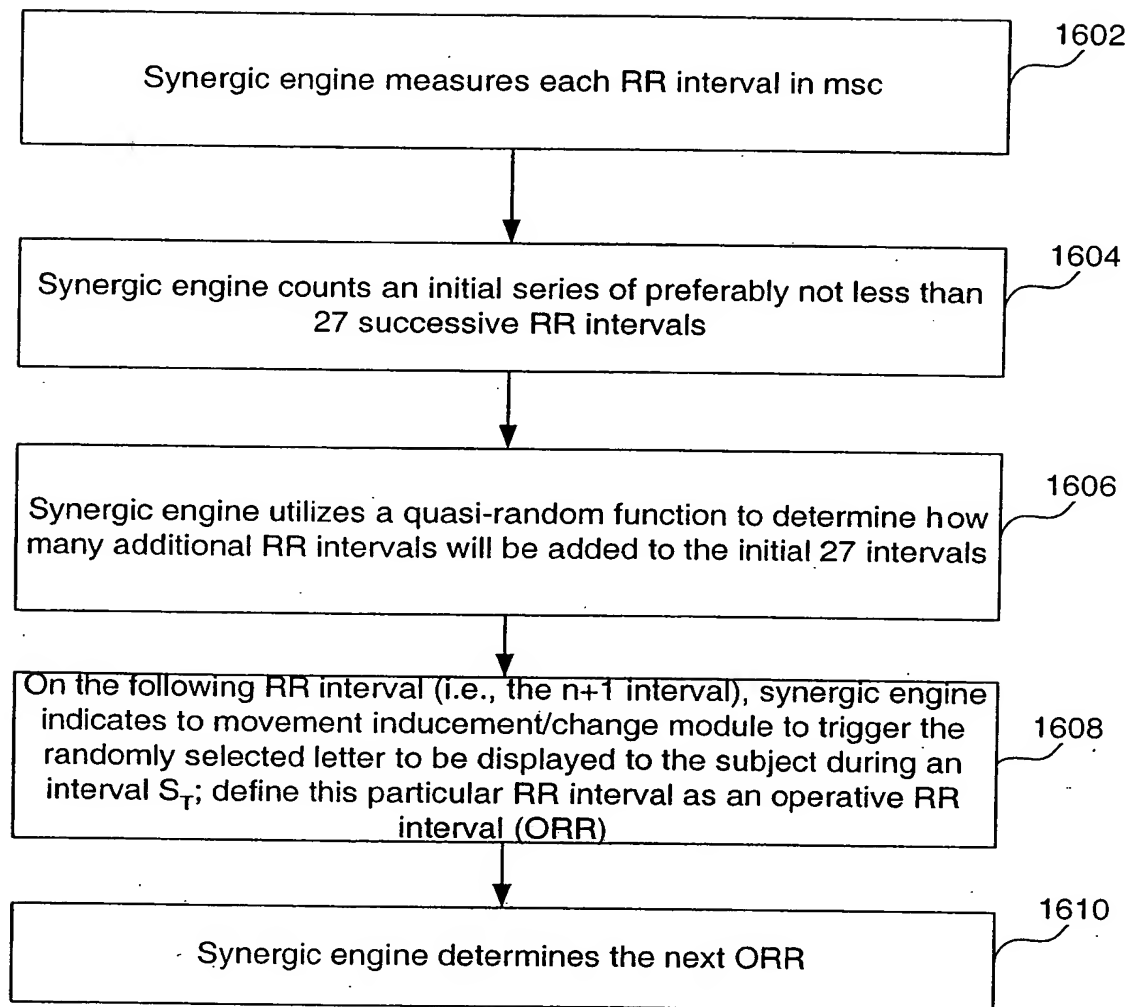 1602
Synergic engine measures each RR interval in msc
1604
Synergic engine counts an initial series of preferably not less than
27 successive RR intervals
1606
Synergic engine utilizes a quasi-random function to determine how
many additional RR intervals will be added to the initial 27 intervals
On the following RR interval (i.e., the n+1 interval), synergic engine
indicates to movement inducement/change module to trigger the
randomly selected letter to be displayed to the subject during an
interval S_T; define this particular RR interval as an operative RR
interval (ORR)
1608
1610
Synergic engine determines the next ORR